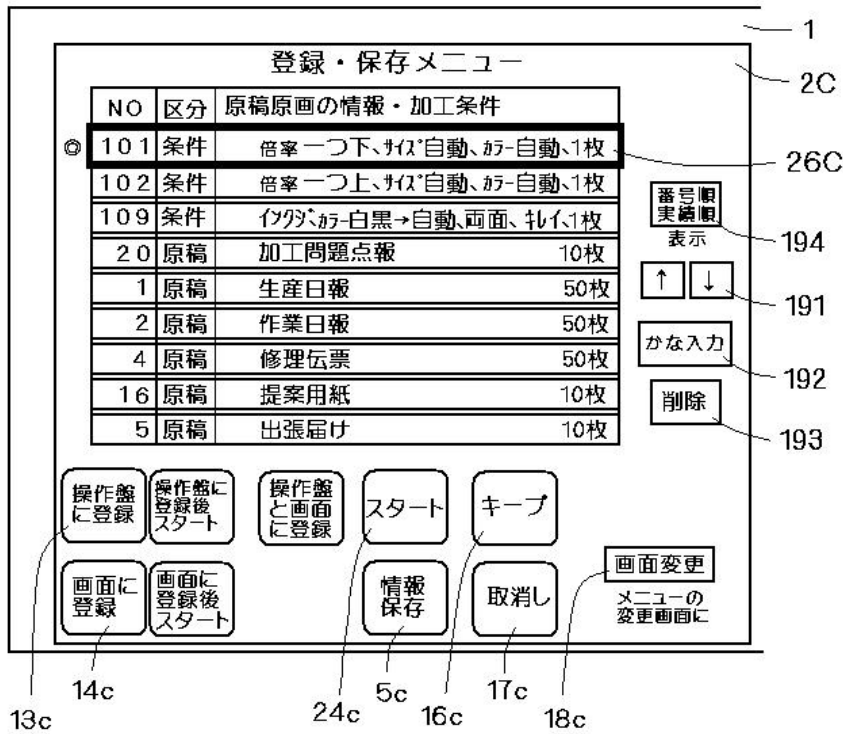 1
登録・保存メニュー
2C
NO 区分 原稿原画の情報・加工条件
◎ 101 条件 倍率一つ下、ｻｲｽﾞ自動、ｶﾗｰ自動、1枚
26C
102 条件 倍率一つ上、ｻｲｽﾞ自動、ｶﾗｰ自動、1枚
109 条件 ｲﾝｸｼﾞ､ｶﾗｰ白黒→自動、両面、ｷﾚｲ､1枚
20 原稿 加工問題点報 10枚
1 原稿 生産日報 50枚
2 原稿 作業日報 50枚
4 原稿 修理伝票 50枚
16 原稿 提案用紙 10枚
5 原稿 出張届け 10枚
番号順
実績順
194
表示
↑ ↓
191
かな入力
192
削除
193
操作盤
に登録
操作盤に
登録後
スタート
操作盤
と画面
に登録
スタート
キープ
画面に
登録
画面に
登録後
スタート
情報
保存
取消し
画面変更
メニューの
変更画面に
13c
14c
24c
5c
16c
17c
18c